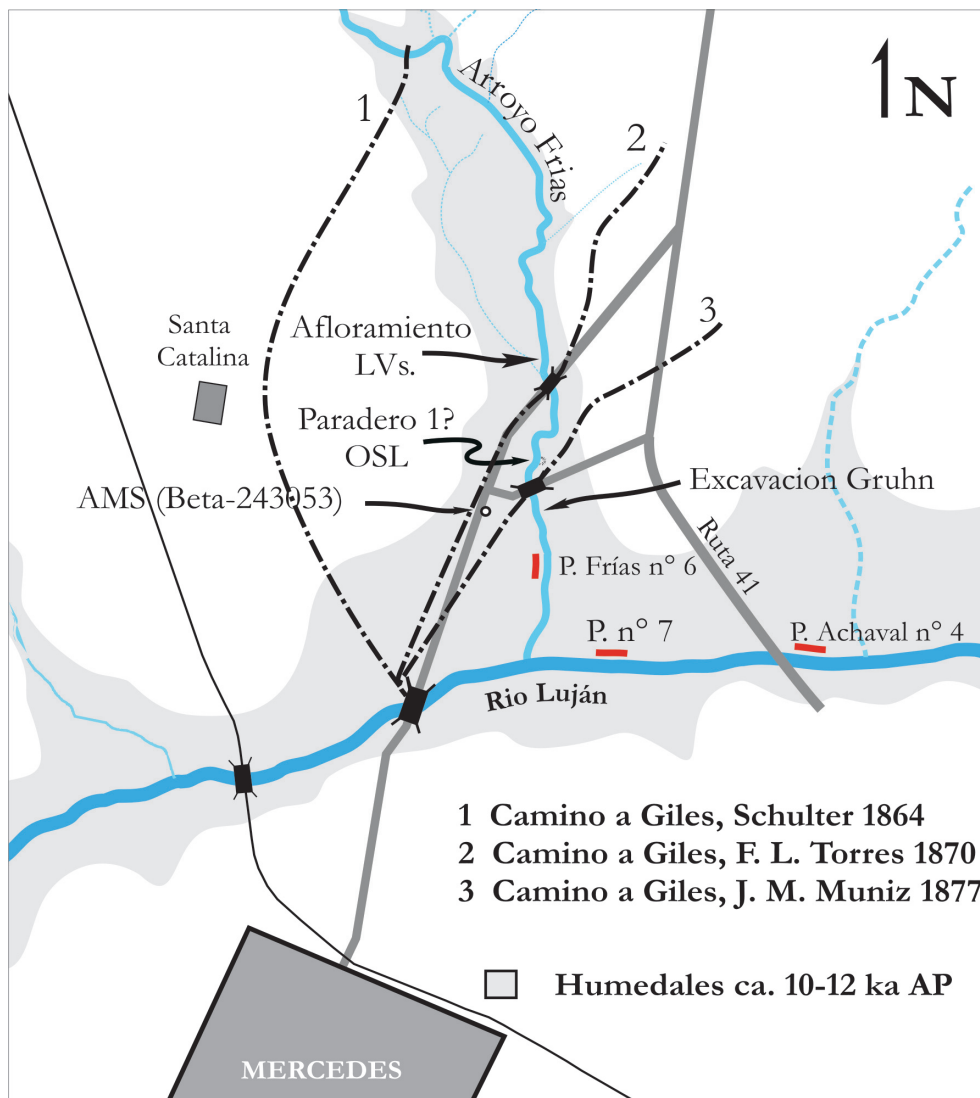 N
1
Arroyo Frias
2
3
Santa
Catalina
Afloramiento
LVs.
Paradero 1?
OSL
AMS (Beta-243053)
Excavacion Gruhn
Ruta 41
P. Frías n° 6
P. n° 7
P. Achaval n° 4
Rio Luján
1 Camino a Giles, Schulter 1864
2 Camino a Giles, F. L. Torres 1870
3 Camino a Giles, J. M. Muniz 1877
Humedales ca. 10-12 ka AP
MERCEDES